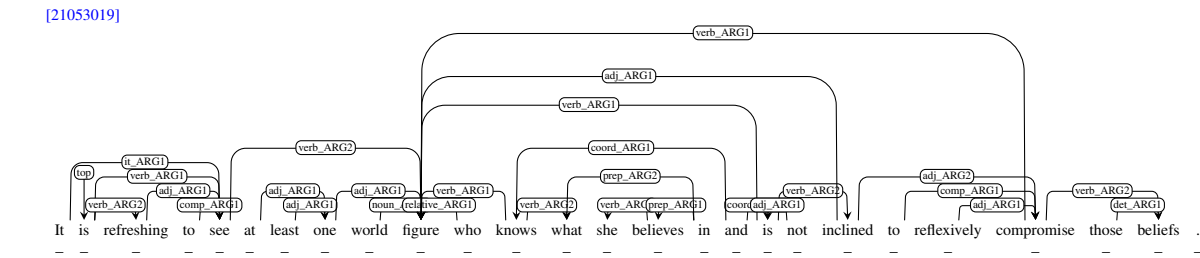 [21053019]
verb_ARG1
adj_ARG1
verb_ARG1
verb_ARG2 coord_ARG1
it_ARG1
top verb_ARG1 prep_ARG2 adj_ARG2
adj_ARG1 adj_ARG1 adj_ARG1 verb_ARG1 verb_ARG2 comp_ARG1 verb_ARG2
verb_ARG2 comp_ARG1 adj_ARG1 relative_ARG1 verb_ARG2 prep_ARG1 adj_ARG1 adj_ARG1 det_ARG1
It is refreshing to see at least one world figure who knows what she believes in and is not inclined to reflexively compromise those beliefs .